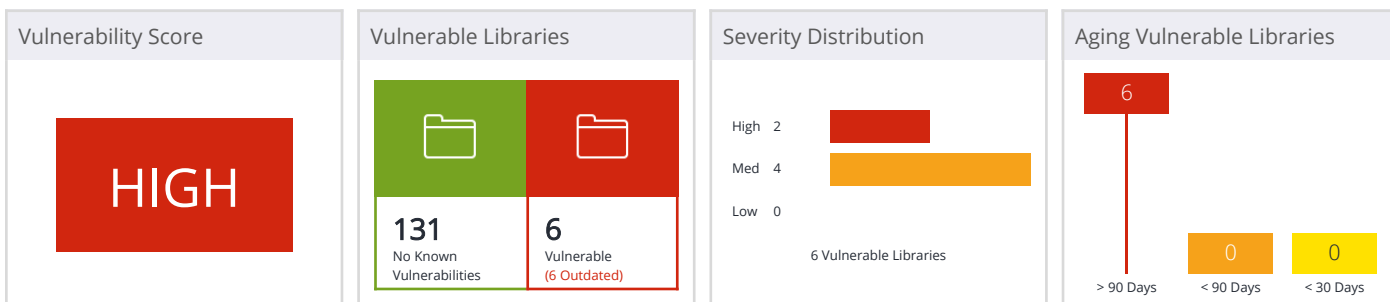 Vulnerability Score
HIGH
Vulnerable Libraries
131
No Known
Vulnerabilities
6
Vulnerable
(6 Outdated)
Severity Distribution
High 2
Med 4
Low 0
6 Vulnerable Libraries
Aging Vulnerable Libraries
6
0
0
> 90 Days
< 90 Days
< 30 Days